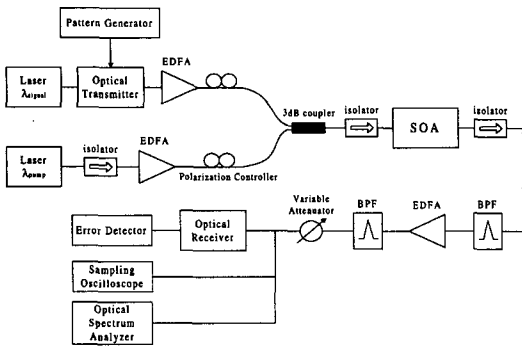 Pattern Generator
Laser
λsignal
Optical
Transmitter
EDFA
3dB coupler
isolator
SOA
isolator
Laser
λpump
isolator
EDFA
Polarization Controller
Error Detector
Optical
Receiver
Variable
Attenuator
BPF
EDFA
BPF
Sampling
Oscilloscope
Optical
Spectrum
Analyzer